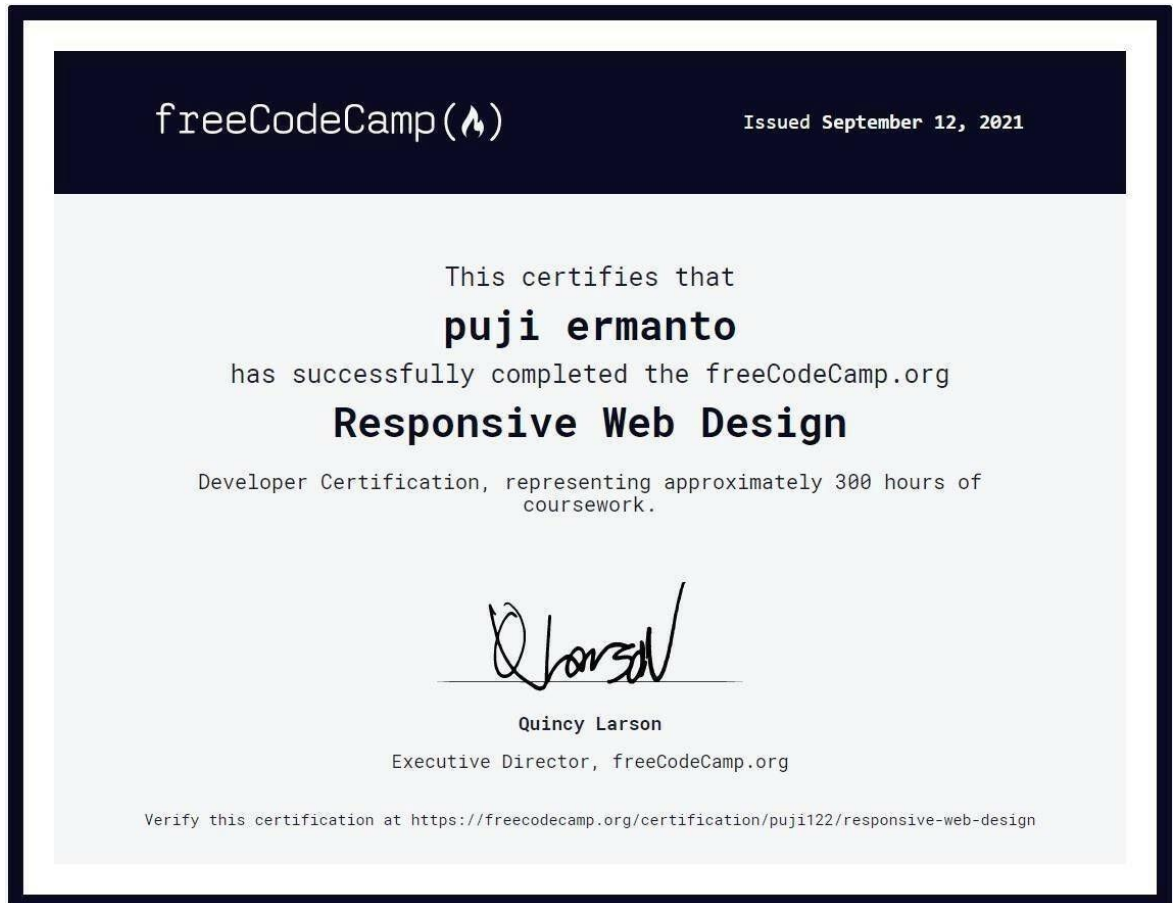 freeCodeCamp(🔥)
Issued September 12, 2021
This certifies that
puji ermanto
has successfully completed the freeCodeCamp.org
Responsive Web Design
Developer Certification, representing approximately 300 hours of
coursework.
Q Larson
Quincy Larson
Executive Director, freeCodeCamp.org
Verify this certification at https://freecodecamp.org/certification/puji122/responsive-web-design